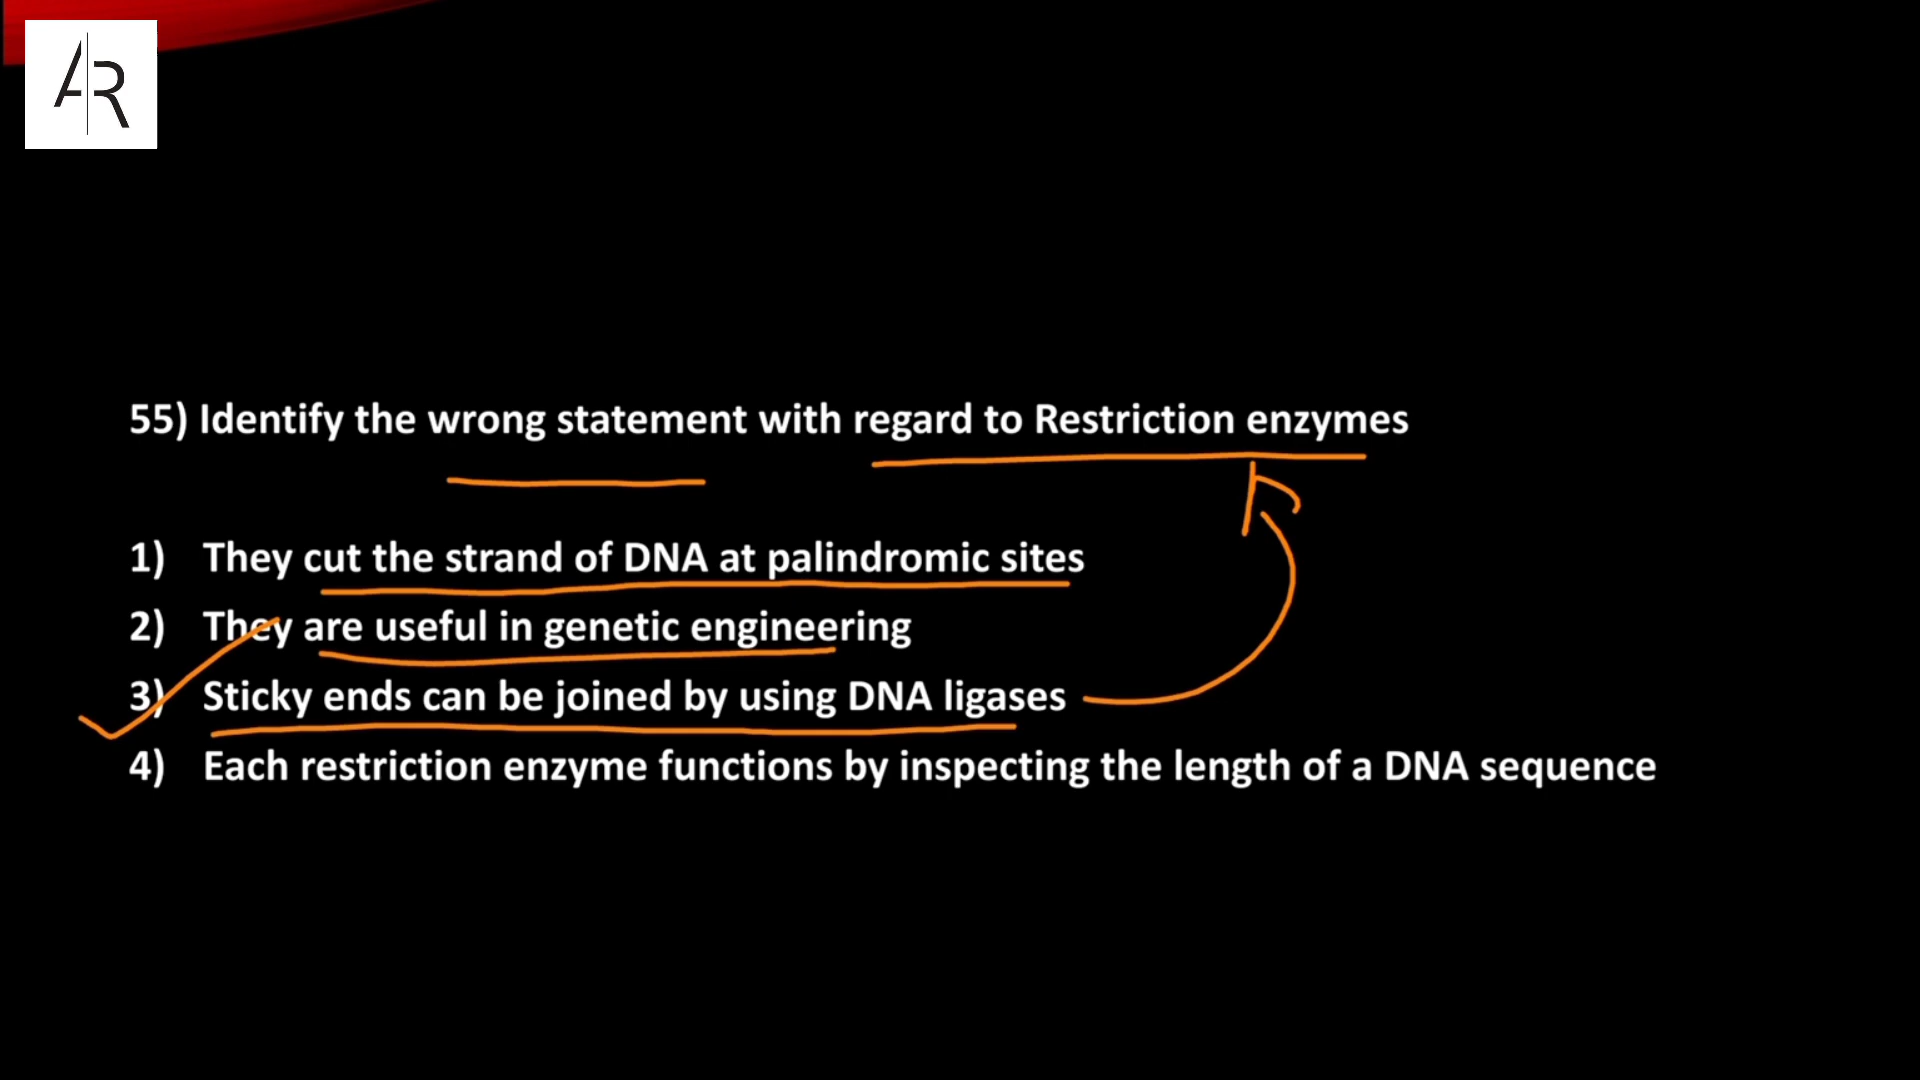 AR
55) Identify the wrong statement with regard to Restriction enzymes
1) They cut the strand of DNA at palindromic sites
2) They are useful in genetic engineering
3) Sticky ends can be joined by using DNA ligases
4) Each restriction enzyme functions by inspecting the length of a DNA sequence